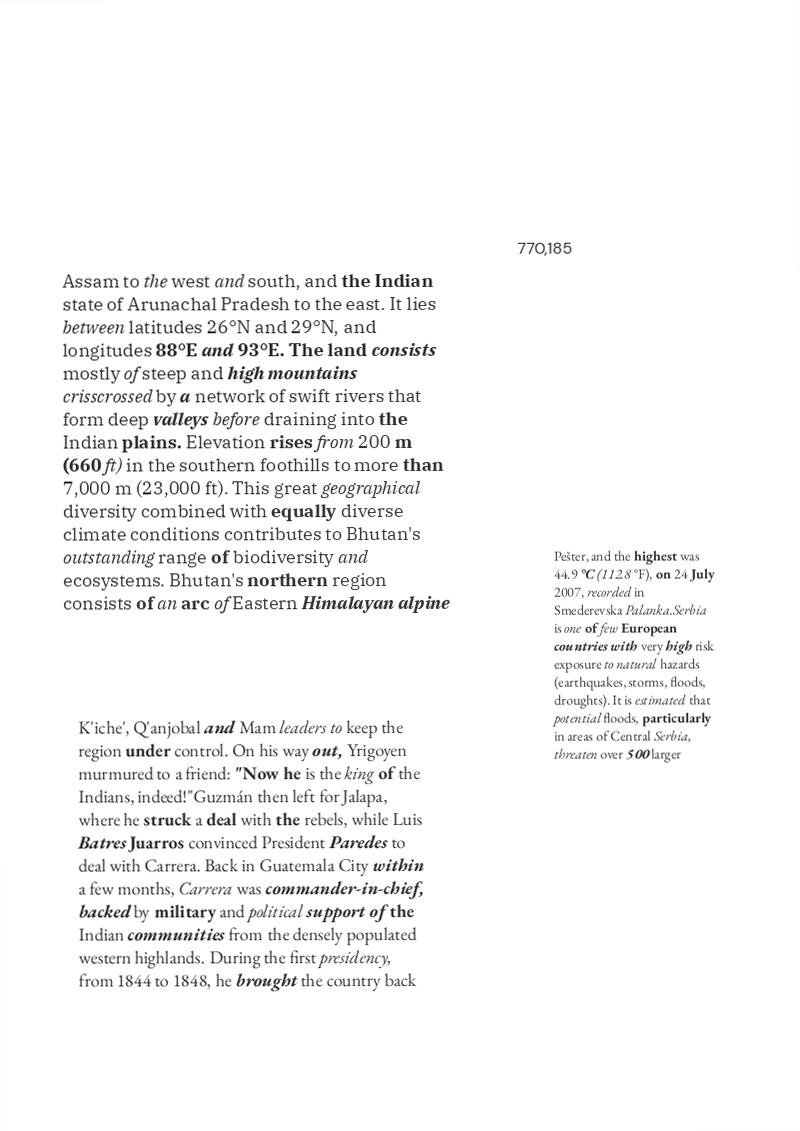 770,185
Assam to the west and south, and the Indian
state of Arunachal Pradesh to the east. It lies
between latitudes 26°N and 29°N, and
longitudes 88°E and 93°E. The land consists
mostly of steep and high mountains
crisscrossed by a network of swift rivers that
form deep valleys before draining into the
Indian plains. Elevation rises from 200 m
(660 ft) in the southern foothills to more than
7,000 m (23,000 ft). This great geographical
diversity combined with equally diverse
climate conditions contributes to Bhutan's
outstanding range of biodiversity and
ecosystems. Bhutan's northern region
consists of an arc of Eastern Himalayan alpine
Pešter, and the highest was
44.9 °C (112.8 °F), on 24 July
2007, recorded in
Smederevska Palanka.Serbia
is one of few European
countries with very high risk
exposure to natural hazards
(earthquakes, storms, floods,
droughts). It is estimated that
potential floods, particularly
in areas of Central Serbia,
threaten over 500 larger
K'iche', Q'anjobal and Mam leaders to keep the
region under control. On his way out, Yrigoyen
murmured to a friend: "Now he is the king of the
Indians, indeed!"Guzmán then left for Jalapa,
where he struck a deal with the rebels, while Luis
Batres Juarros convinced President Paredes to
deal with Carrera. Back in Guatemala City within
a few months, Carrera was commander-in-chief,
backed by military and political support of the
Indian communities from the densely populated
western highlands. During the first presidency,
from 1844 to 1848, he brought the country back